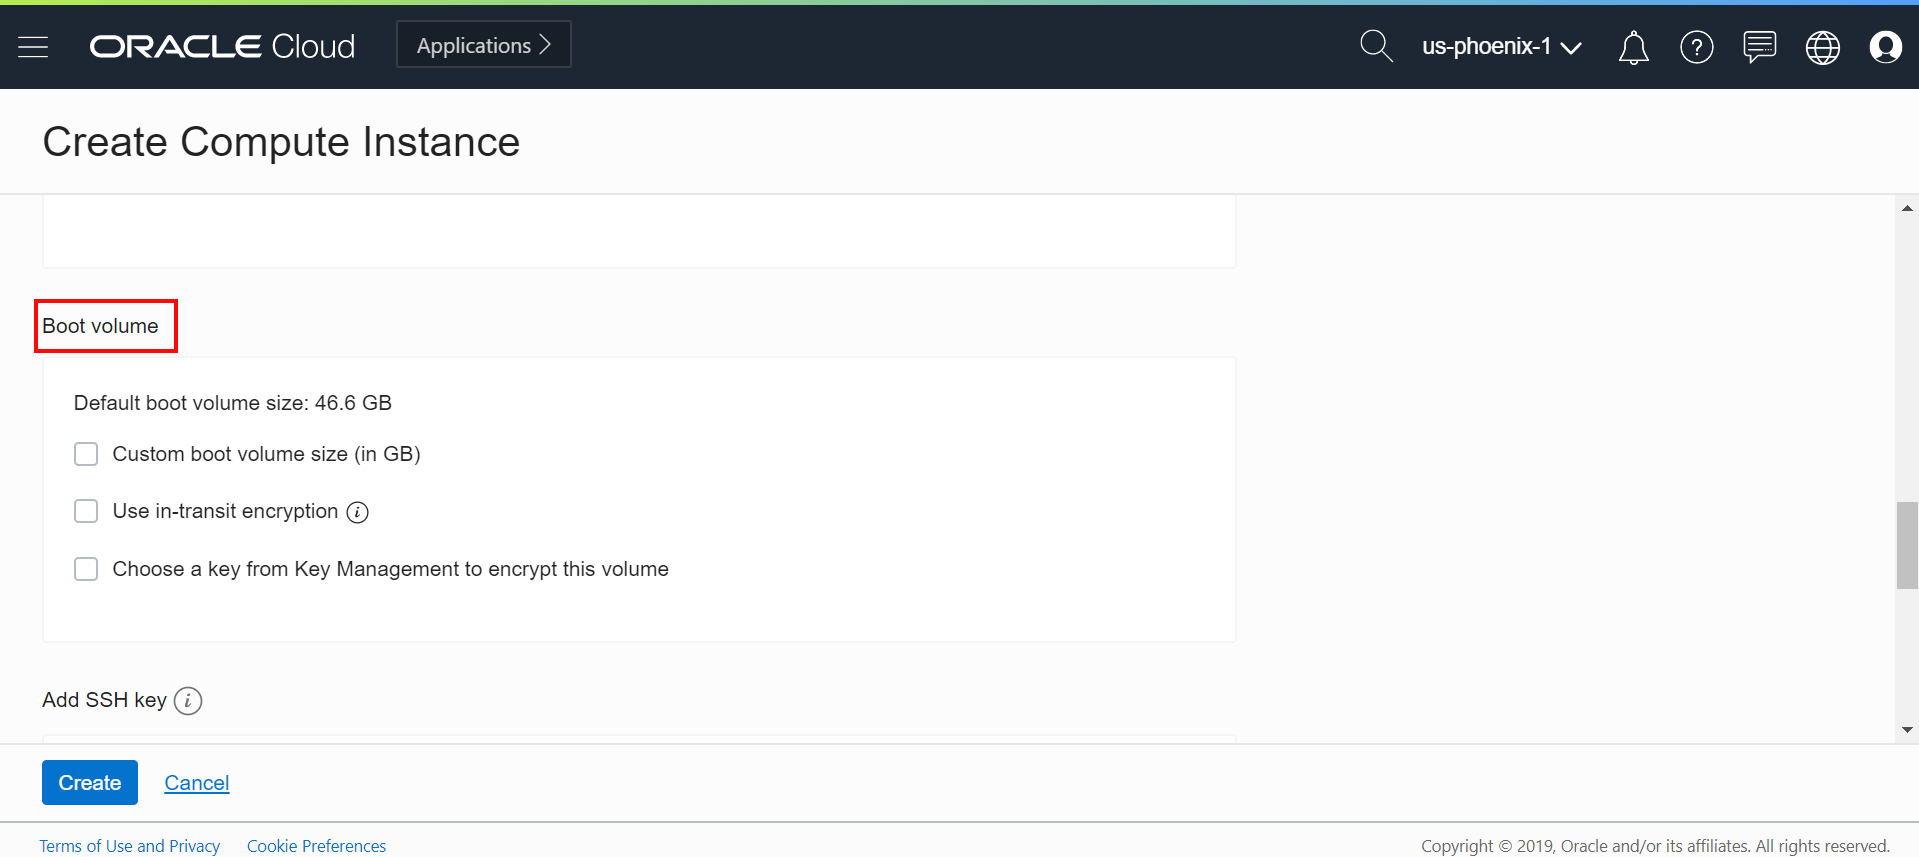 ORACLE Cloud Applications us-phoenix-1
Create Compute Instance
Boot volume
Default boot volume size: 46.6 GB
Custom boot volume size (in GB)
Use in-transit encryption
Choose a key from Key Management to encrypt this volume
Add SSH key
Create Cancel
Terms of Use and Privacy Cookie Preferences Copyright © 2019, Oracle and/or its affiliates. All rights reserved.